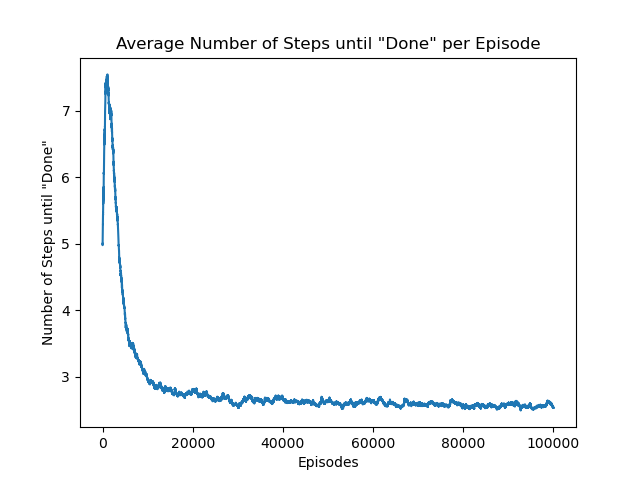 Average Number of Steps until "Done" per Episode
Number of Steps until "Done"
7
6
5
4
3
0 20000 40000 60000 80000 100000
Episodes